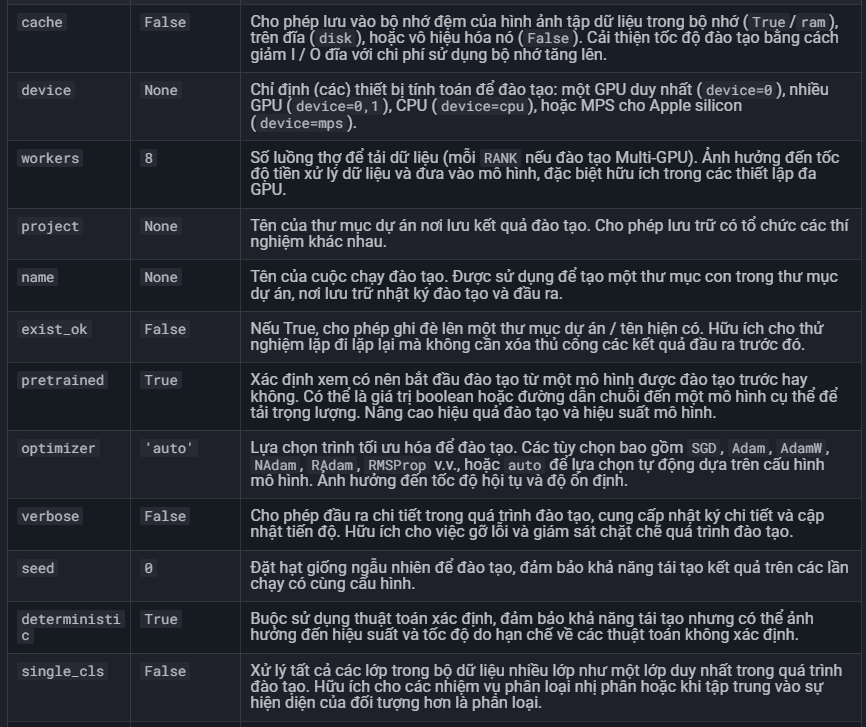 cache False Cho phép lưu vào bộ nhớ đệm của hình ảnh tập dữ liệu trong bộ nhớ ( True / ram ),
trên đĩa ( disk ), hoặc vô hiệu hóa nó ( False ). Cải thiện tốc độ đào tạo bằng cách
giảm I / O đĩa với chi phí sử dụng bộ nhớ tăng lên.
device None Chỉ định (các) thiết bị tính toán để đào tạo: một GPU duy nhất ( device=0 ), nhiều
GPU ( device=0,1 ), CPU ( device=cpu ), hoặc MPS cho Apple silicon
( device=mps ).
workers 8 Số luồng thợ để tải dữ liệu (mỗi RANK nếu đào tạo Multi-GPU). Ảnh hưởng đến tốc
độ tiền xử lý dữ liệu và đưa vào mô hình, đặc biệt hữu ích trong các thiết lập đa
GPU.
project None Tên của thư mục dự án nơi lưu kết quả đào tạo. Cho phép lưu trữ có tổ chức các thí
nghiệm khác nhau.
name None Tên của cuộc chạy đào tạo. Được sử dụng để tạo một thư mục con trong thư mục
dự án, nơi lưu trữ nhật ký đào tạo và đầu ra.
exist_ok False Nếu True, cho phép ghi đè lên một thư mục dự án / tên hiện có. Hữu ích cho thử
nghiệm lặp đi lặp lại mà không cần xóa thủ công các kết quả đầu ra trước đó.
pretrained True Xác định xem có nên bắt đầu đào tạo từ một mô hình được đào tạo trước hay
không. Có thể là giá trị boolean hoặc đường dẫn chuỗi đến một mô hình cụ thể để
tải trọng lượng. Nâng cao hiệu quả đào tạo và hiệu suất mô hình.
optimizer 'auto' Lựa chọn trình tối ưu hóa để đào tạo. Các tùy chọn bao gồm SGD , Adam , AdamW ,
NAdam , RAdam , RMSProp v.v., hoặc auto để lựa chọn tự động dựa trên cấu hình
mô hình. Ảnh hưởng đến tốc độ hội tụ và độ ổn định.
verbose False Cho phép đầu ra chi tiết trong quá trình đào tạo, cung cấp nhật ký chi tiết và cập
nhật tiến độ. Hữu ích cho việc gỡ lỗi và giám sát chặt chẽ quá trình đào tạo.
seed 0 Đặt hạt giống ngẫu nhiên để đào tạo, đảm bảo khả năng tái tạo kết quả trên các lần
chạy có cùng cấu hình.
deterministi True Buộc sử dụng thuật toán xác định, đảm bảo khả năng tái tạo nhưng có thể ảnh
c hưởng đến hiệu suất và tốc độ do hạn chế về các thuật toán không xác định.
single_cls False Xử lý tất cả các lớp trong bộ dữ liệu nhiều lớp như một lớp duy nhất trong quá trình
đào tạo. Hữu ích cho các nhiệm vụ phân loại nhị phân hoặc khi tập trung vào sự
hiện diện của đối tượng hơn là phân loại.